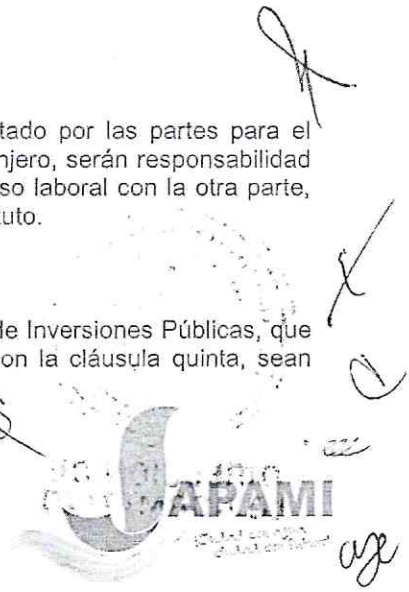 tado por las partes para el
njero, serán responsabilidad
so laboral con la otra parte,
uto.
de Inversiones Públicas, que
on la cláusula quinta, sean
JAPAMI